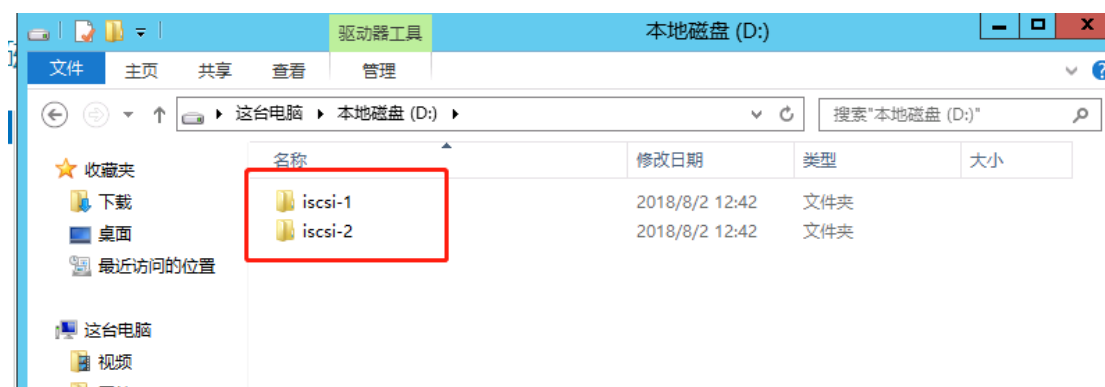 驱动器工具
本地磁盘 (D:)
文件 主页 共享 查看 管理
这台电脑 本地磁盘 (D:)
搜索"本地磁盘 (D:)"
名称 修改日期 类型 大小
收藏夹
下载
桌面
最近访问的位置
这台电脑
视频
iscsi-1 2018/8/2 12:42 文件夹
iscsi-2 2018/8/2 12:42 文件夹